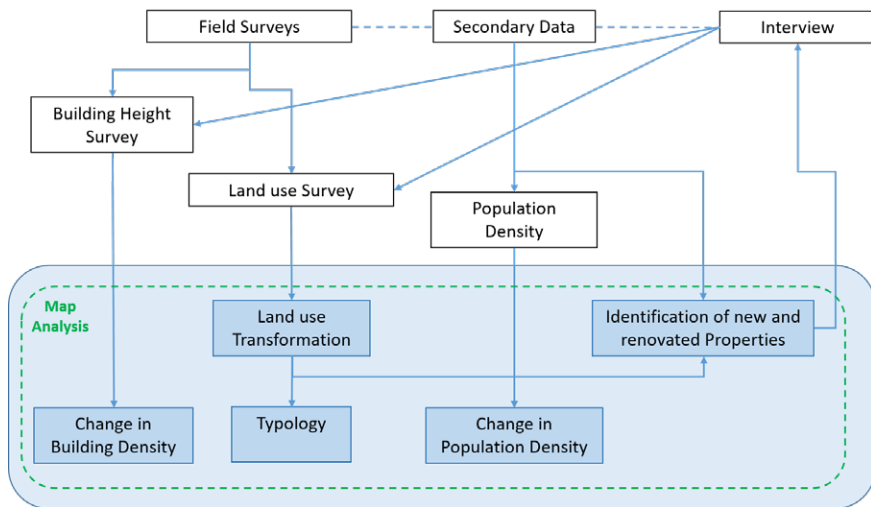 Field Surveys
Secondary Data
Interview
Building Height
Survey
Land use Survey
Population
Density
Map
Analysis
Land use
Transformation
Identification of new and
renovated Properties
Change in
Building Density
Typology
Change in
Population Density